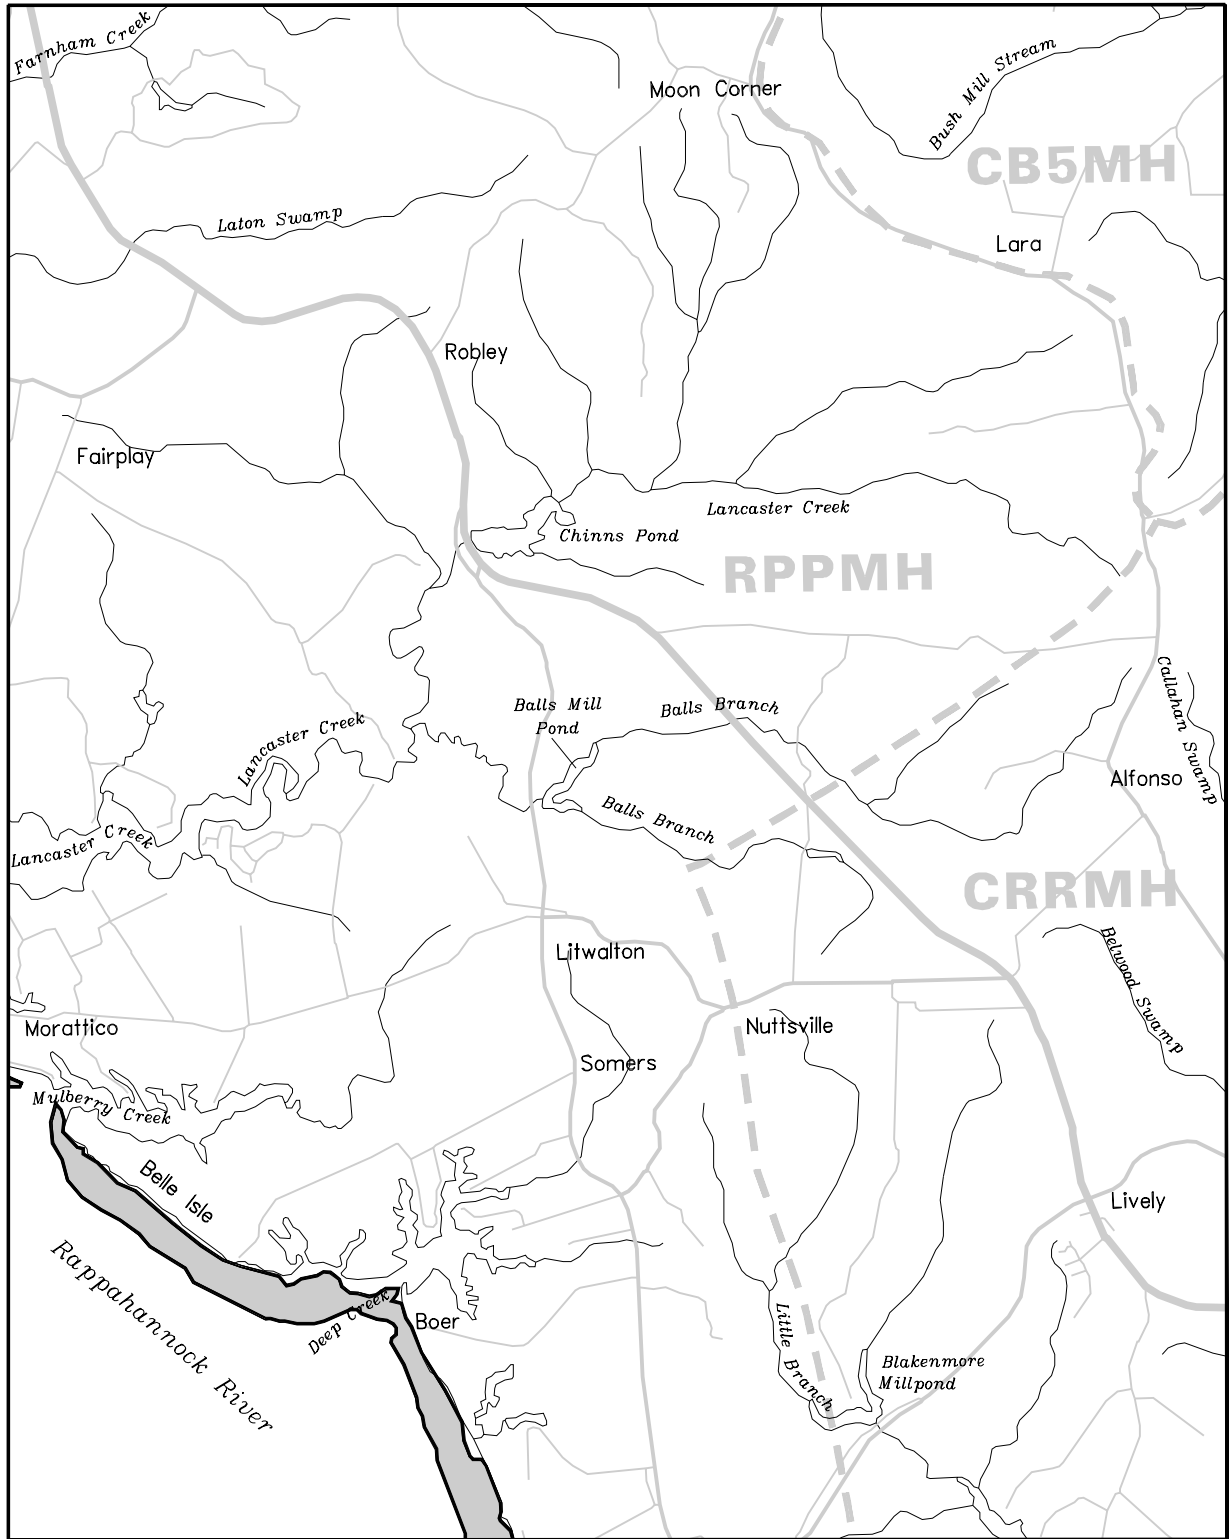 Farnham Creek
Moon Corner
Bush Mill Stream
CB5MH
Laton Swamp
Lara
Robley
Fairplay
Lancaster Creek
Chinns Pond
RPPMH
Callahan Swamp
Balls Mill
Pond
Balls Branch
Lancaster Creek
Alfonso
Balls Branch
Lancaster Creek
CRRMH
Belwood Swamp
Litwalton
Morattico
Nuttsville
Somers
Mulberry Creek
Belle Isle
Lively
Rappahannock River
Deep Creek
Boer
Little Branch
Blakenmore
Millpond